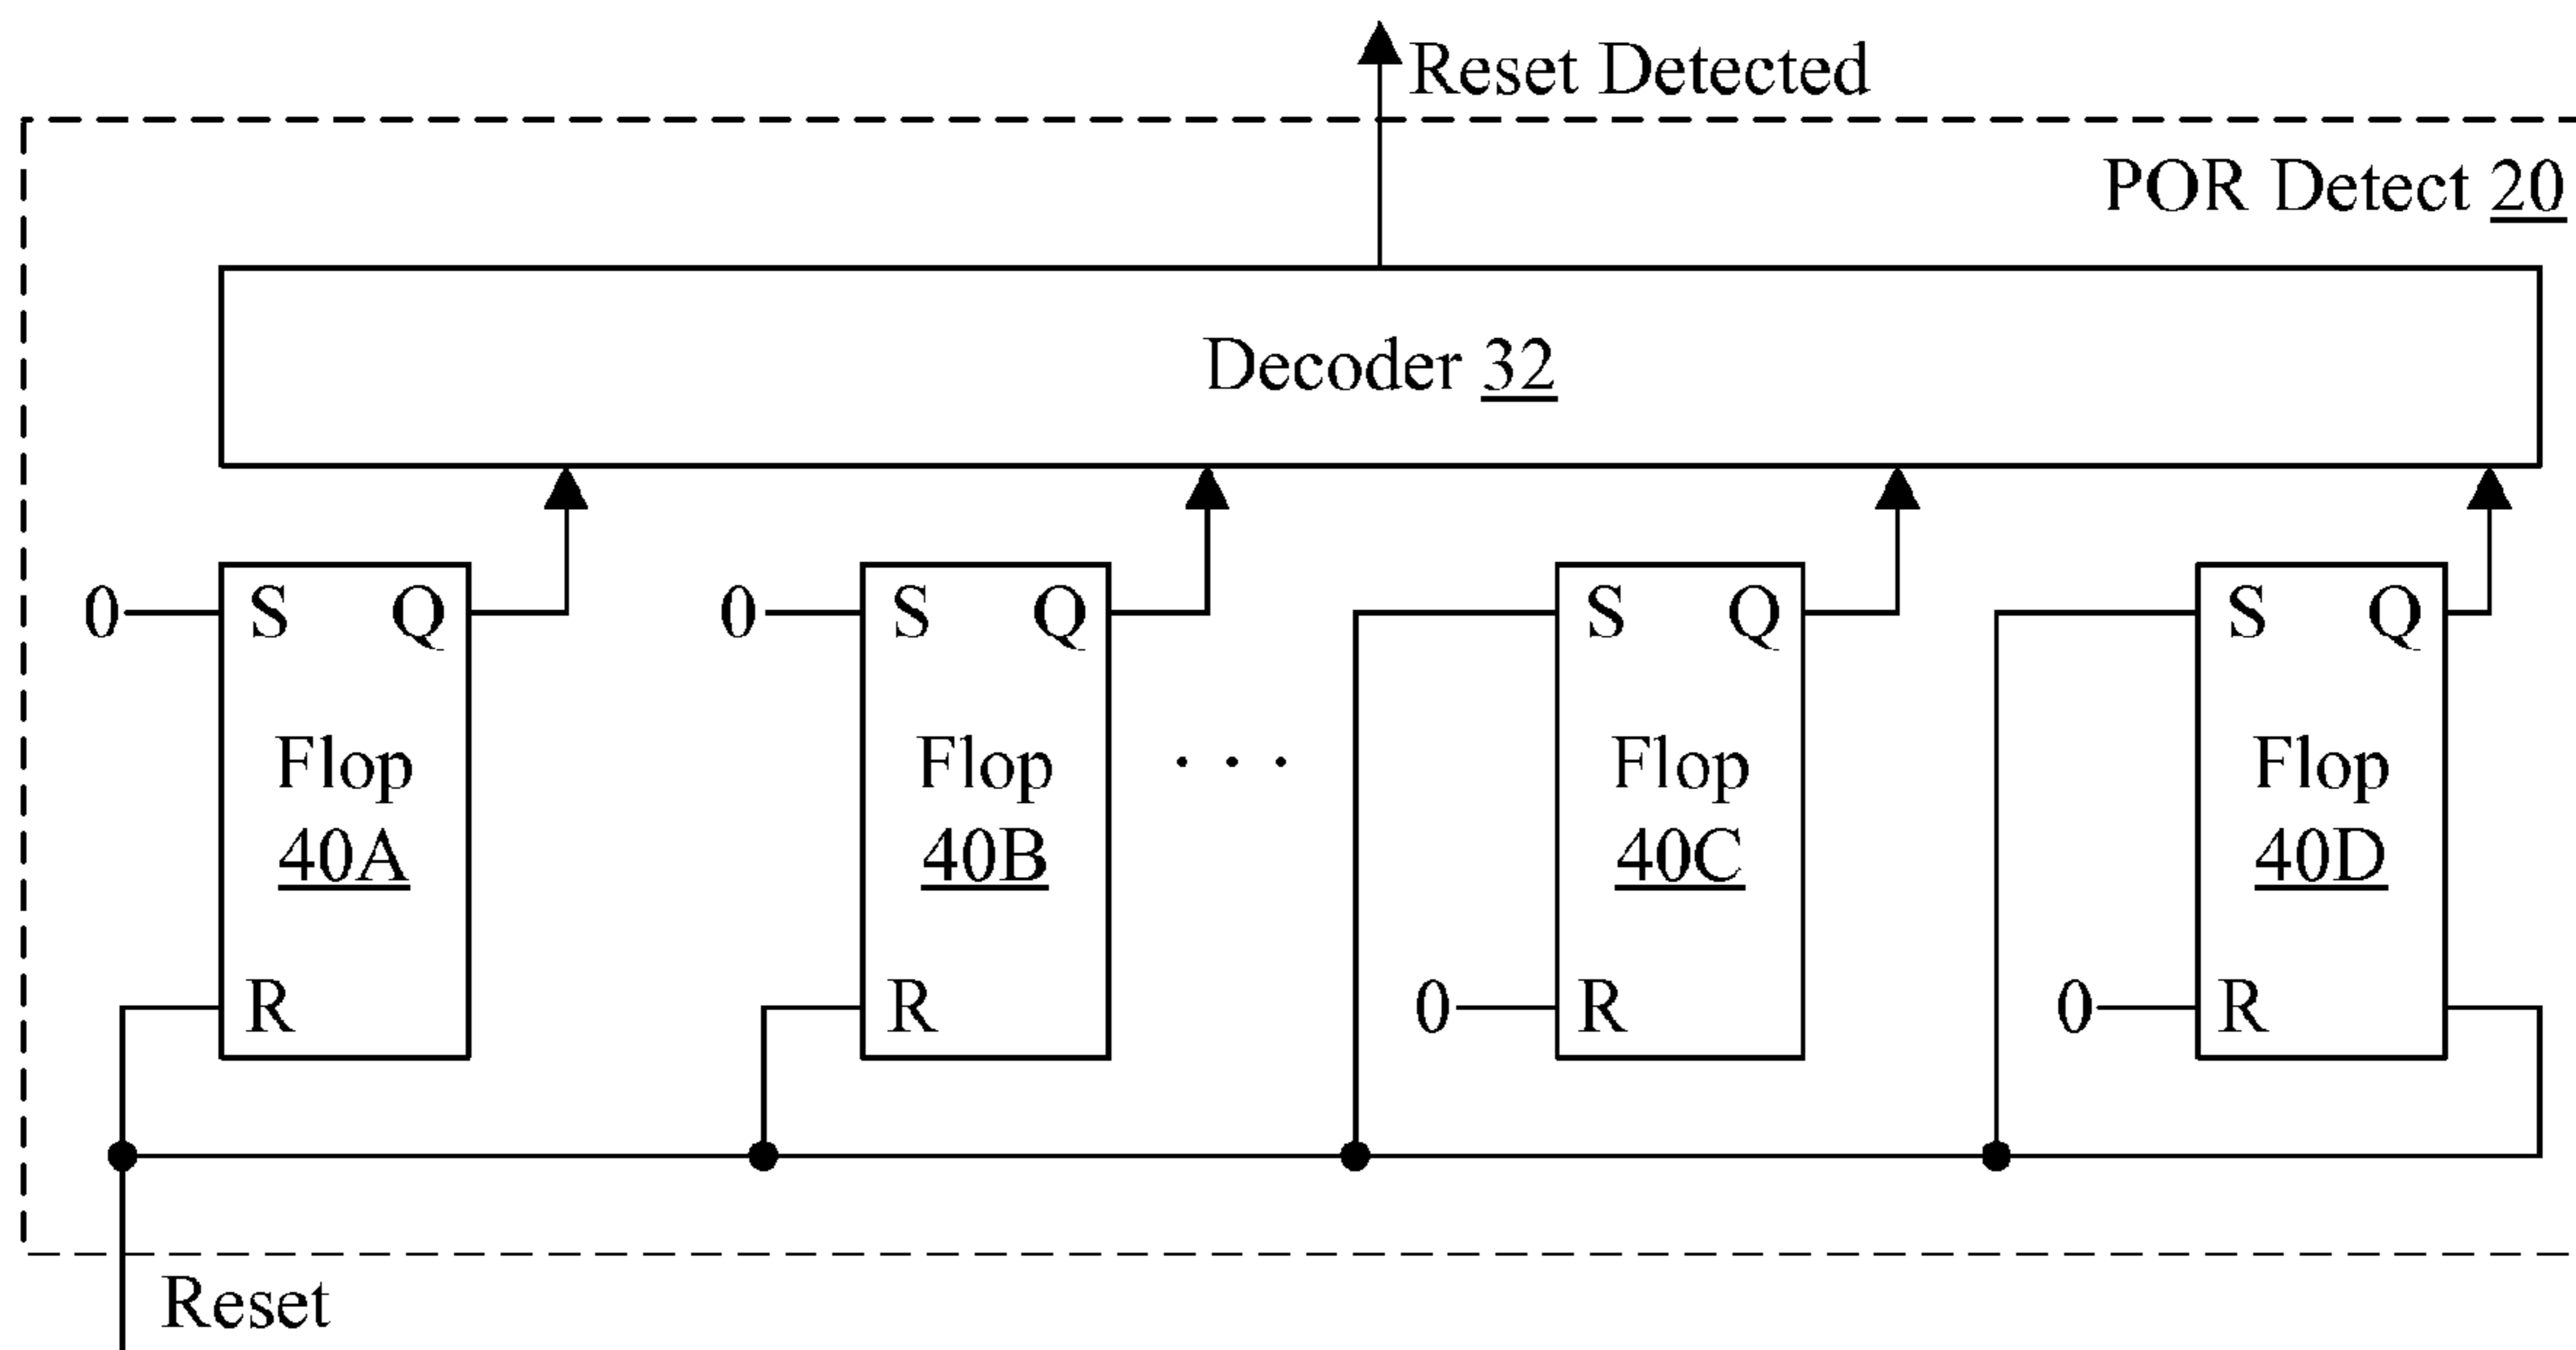 Reset Detected
POR Detect 20
Decoder 32
0 S Q 0 S Q S Q S Q
Flop Flop . . . Flop Flop
40A 40B 40C 40D
R R 0 R 0 R
Reset